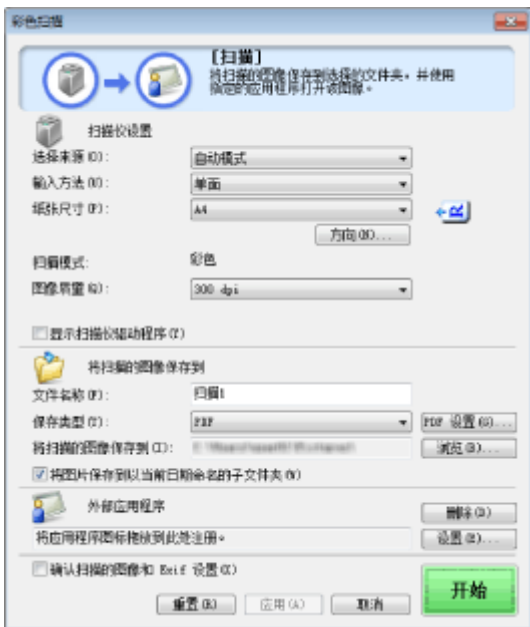 彩色扫描
[扫描]
将扫描的图像保存到选择的文件夹，并使用
指定的应用程序打开该图像。
扫描仪设置
选择来源(O): 自动模式
输入方法(M): 单面
纸张尺寸(P): A4
方向(N)...
扫描模式: 彩色
图像质量(Q): 300 dpi
显示扫描仪驱动程序(Y)
将扫描的图像保存到
文件名称(F): 扫描1
保存类型(T): PDF PDF 设置(G)...
将扫描的图像保存到(I): 浏览(B)...
将图片保存到以当前日期命名的子文件夹(W)
外部应用程序
删除(D)
将应用程序图标拖放到此处注册。 设置(E)...
确认扫描的图像和 Exif 设置(X)
开始
重置(R) 应用(A) 取消